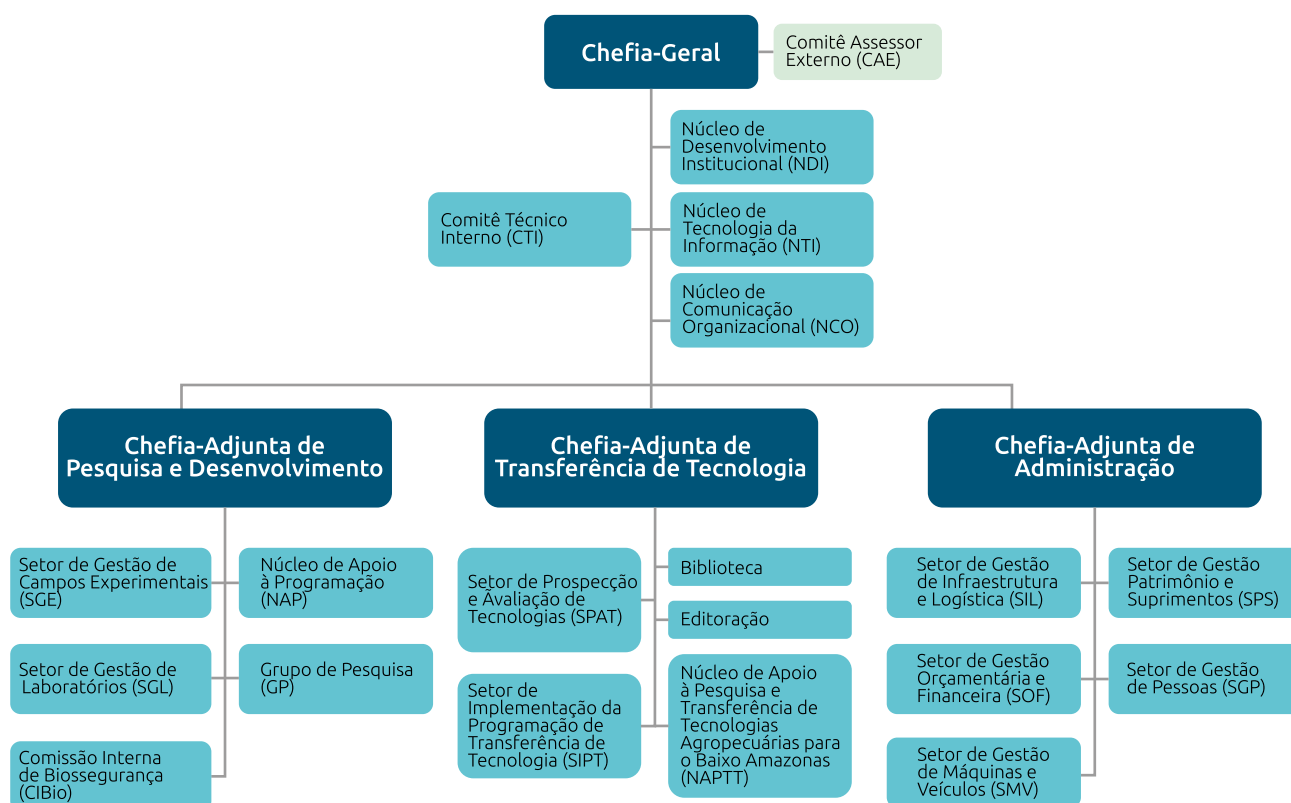 Chefia-Geral
Comitê Assessor
Externo (CAE)
Núcleo de
Desenvolvimento
Institucional (NDI)
Comitê Técnico
Interno (CTI)
Núcleo de
Tecnologia da
Informação (NTI)
Núcleo de
Comunicação
Organizacional (NCO)
Chefia-Adjunta de
Pesquisa e Desenvolvimento
Chefia-Adjunta de
Transferência de Tecnologia
Chefia-Adjunta de
Administração
Setor de Gestão de
Campos Experimentais
(SGE)
Núcleo de Apoio
à Programação
(NAP)
Setor de Gestão de
Laboratórios (SGL)
Grupo de Pesquisa
(GP)
Comissão Interna
de Biossegurança
(CIBio)
Setor de Prospecção
e Avaliação de
Tecnologias (SPAT)
Biblioteca
Editoração
Setor de
Implementação da
Programação de
Transferência de
Tecnologia (SIPT)
Núcleo de Apoio
à Pesquisa e
Transferência de
Tecnologias
Agropecuárias para
o Baixo Amazonas
(NAPTT)
Setor de Gestão
de Infraestrutura
e Logística (SIL)
Setor de Gestão
Patrimônio e
Suprimentos (SPS)
Setor de Gestão
Orçamentária e
Financeira (SOF)
Setor de Gestão
de Pessoas (SGP)
Setor de Gestão
de Máquinas e
Veículos (SMV)